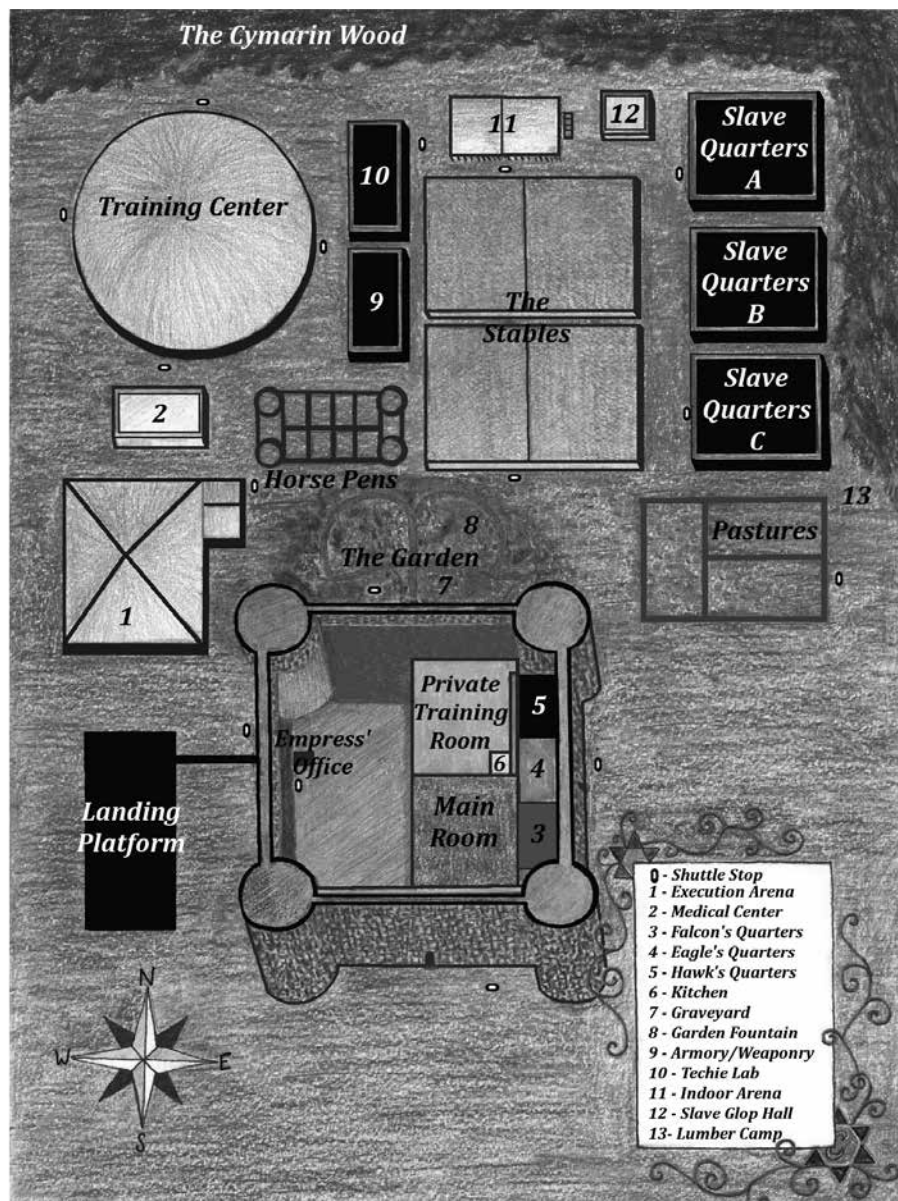 The Cymarin Wood
Training Center
10
9
11
12
Slave
Quarters
A
Slave
Quarters
B
Slave
Quarters
C
The
Stables
2
Horse Pens
1
8
The Garden
7
13
Pastures
Private
Training
Room
5
6
4
Empress'
Office
Main
Room
3
Landing
Platform
N
W
E
S
0 - Shuttle Stop
1 - Execution Arena
2 - Medical Center
3 - Falcon's Quarters
4 - Eagle's Quarters
5 - Hawk's Quarters
6 - Kitchen
7 - Graveyard
8 - Garden Fountain
9 - Armory/Weaponry
10 - Techie Lab
11 - Indoor Arena
12 - Slave Glop Hall
13- Lumber Camp